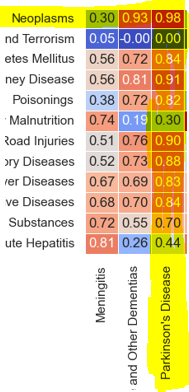 Neoplasms 0.30 0.93 0.98
nd Terrorism 0.05 -0.00 0.00
etes Mellitus 0.56 0.72 0.84
ney Disease 0.56 0.81 0.91
Poisonings 0.38 0.72 0.82
Malnutrition 0.74 0.19 0.30
Road Injuries 0.51 0.76 0.90
ory Diseases 0.52 0.73 0.88
er Diseases 0.67 0.69 0.83
ve Diseases 0.68 0.70 0.84
Substances 0.72 0.55 0.70
ute Hepatitis 0.81 0.26 0.44
Meningitis
e and Other Dementias
Parkinson's Disease